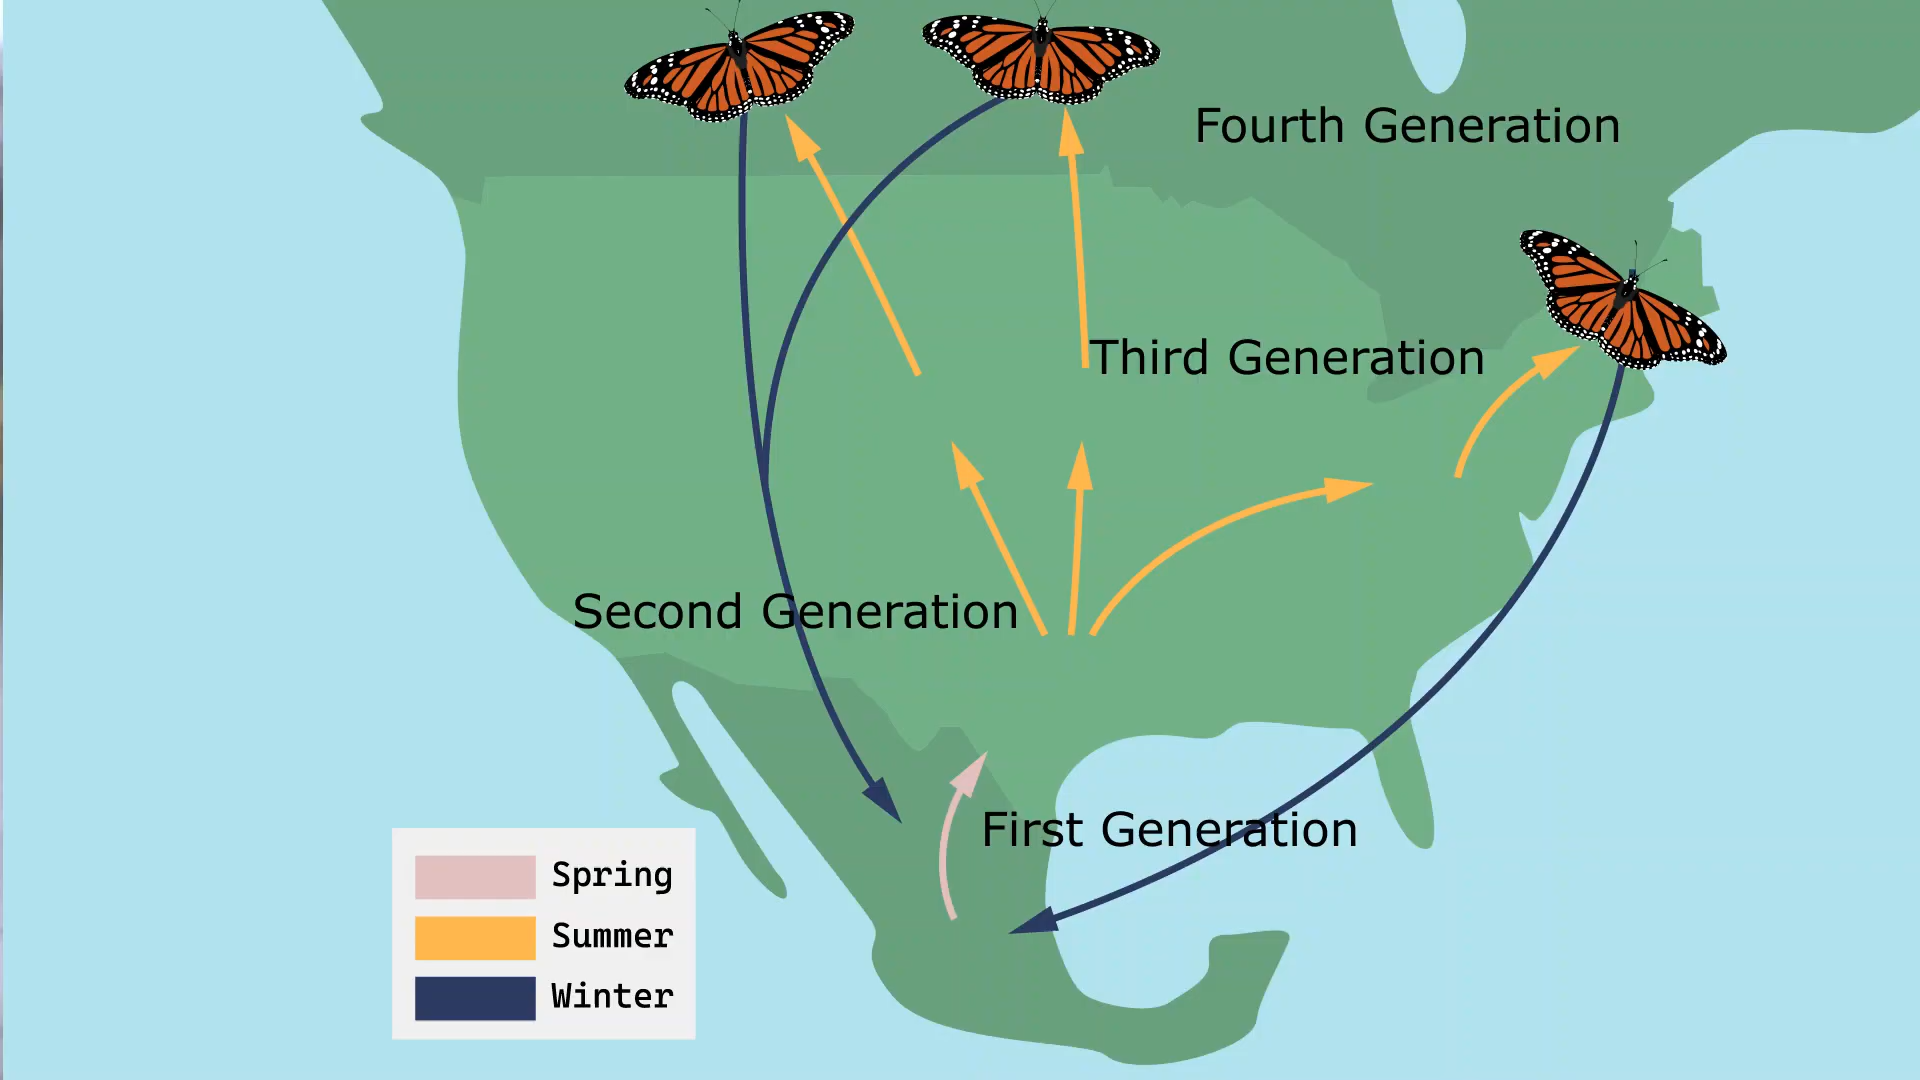 Fourth Generation
Third Generation
Second Generation
First Generation
Spring
Summer
Winter